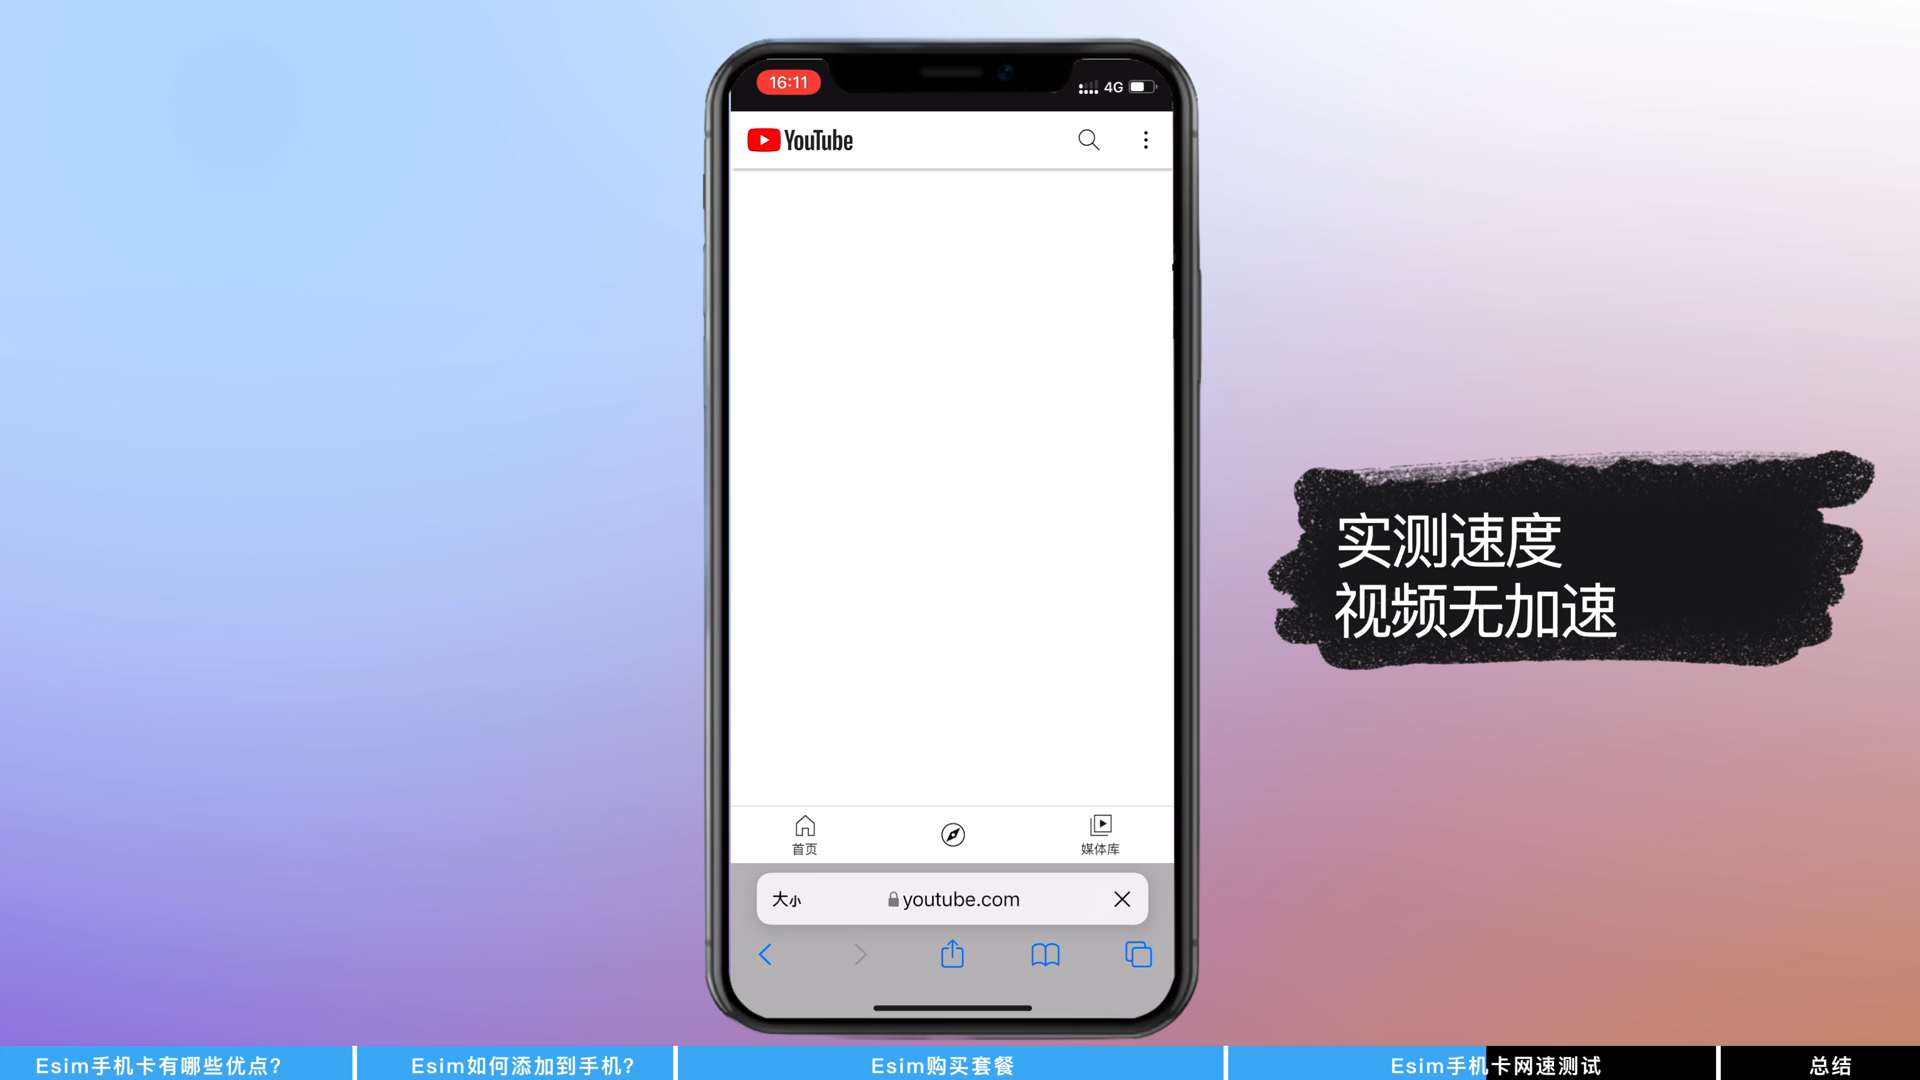 16:11
4G
YouTube
实测速度
视频无加速
首页
媒体库
大小
youtube.com
Esim手机卡有哪些优点?
Esim如何添加到手机?
Esim购买套餐
Esim手机卡网速测试
总结